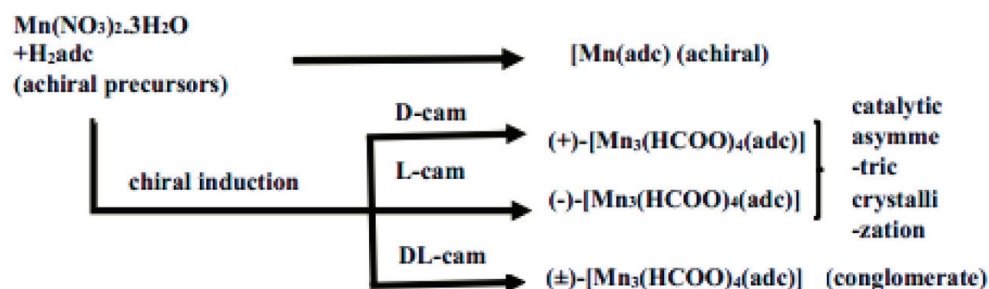 Mn(NO₃)₂.3H₂O
+H₂adc
(achiral precursors)
[Mn(adc) (achiral)
chiral induction
D-cam
(+)-[Mn₃(HCOO)₄(adc)]
L-cam
(-)-[Mn₃(HCOO)₄(adc)]
catalytic
asymme
-tric
crystalli
-zation
DL-cam
(±)-[Mn₃(HCOO)₄(adc)] (conglomerate)